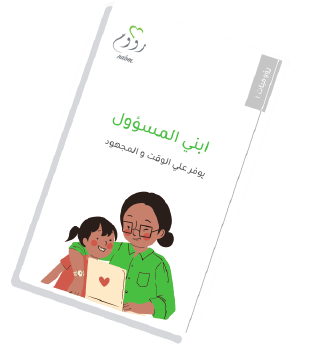 رؤوم
ابني المسؤول
يوفر علي الوقت و المجهود